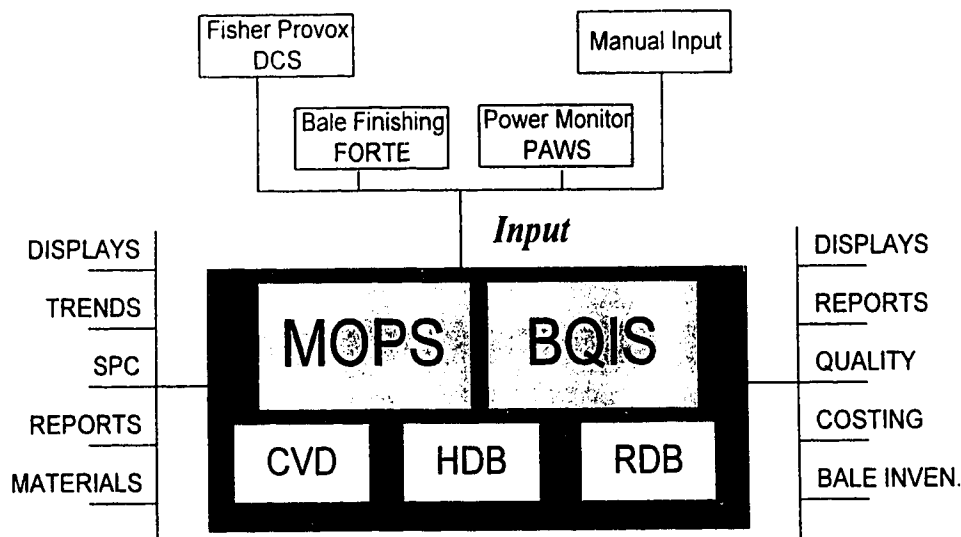 Fisher Provox
DCS
Manual Input
Bale Finishing
FORTE
Power Monitor
PAWS
Input
DISPLAYS
TRENDS
SPC
REPORTS
MATERIALS
MOPS
BQIS
CVD
HDB
RDB
DISPLAYS
REPORTS
QUALITY
COSTING
BALE INVEN.